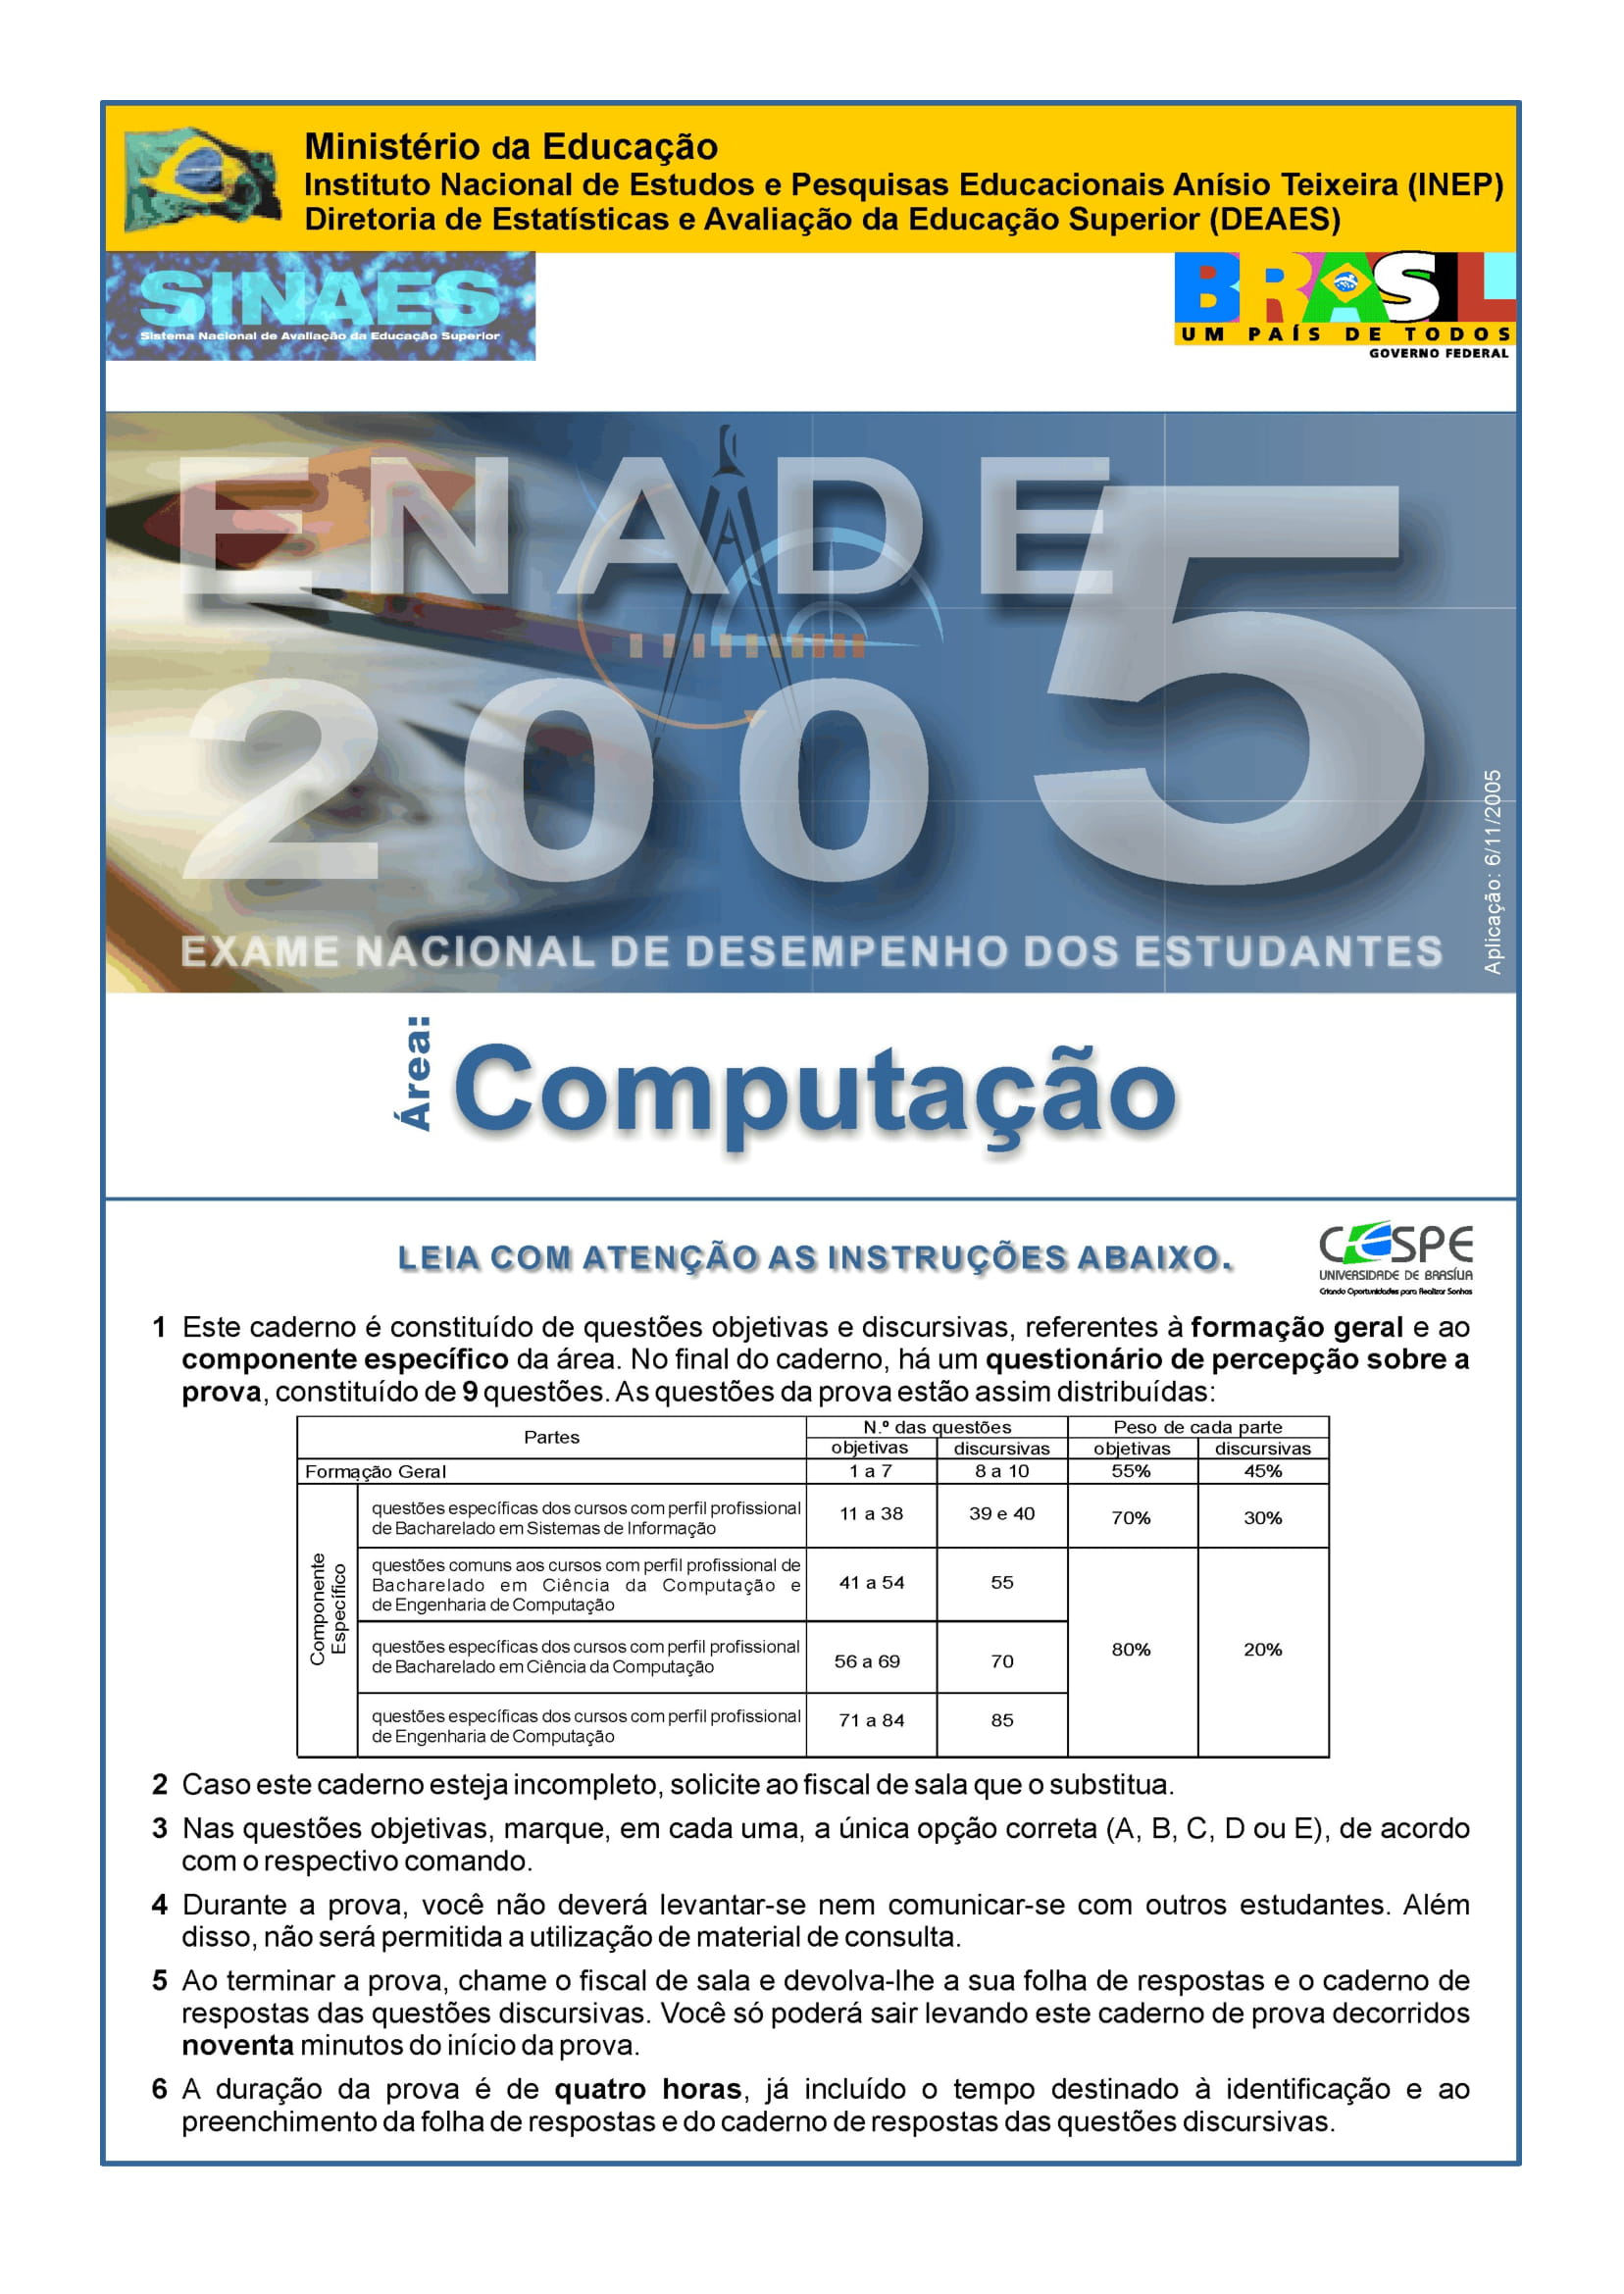 Ministério da Educação
Instituto Nacional de Estudos e Pesquisas Educacionais Anísio Teixeira (INEP)
Diretoria de Estatísticas e Avaliação da Educação Superior (DEAES)
SINAES
Sistema Nacional de Avaliação da Educação Superior
BRASIL
UM PAÍS DE TODOS
GOVERNO FEDERAL
ENADE
2005
EXAME NACIONAL DE DESEMPENHO DOS ESTUDANTES
Aplicação: 6/11/2005
Área:
Computação
LEIA COM ATENÇÃO AS INSTRUÇÕES ABAIXO.
CESPE
UNIVERSIDADE DE BRASÍLIA
Criando Oportunidades para Realizar Sonhos
1 Este caderno é constituído de questões objetivas e discursivas, referentes à formação geral e ao
componente específico da área. No final do caderno, há um questionário de percepção sobre a
prova, constituído de 9 questões. As questões da prova estão assim distribuídas:
Partes
N.º das questões
Peso de cada parte
objetivas
discursivas
objetivas
discursivas
Formação Geral
1 a 7
8 a 10
55%
45%
Componente
Específico
questões específicas dos cursos com perfil profissional
de Bacharelado em Sistemas de Informação
11 a 38
39 e 40
70%
30%
questões comuns aos cursos com perfil profissional de
Bacharelado em Ciência da Computação e
de Engenharia de Computação
41 a 54
55
questões específicas dos cursos com perfil profissional
de Bacharelado em Ciência da Computação
56 a 69
70
80%
20%
questões específicas dos cursos com perfil profissional
de Engenharia de Computação
71 a 84
85
2 Caso este caderno esteja incompleto, solicite ao fiscal de sala que o substitua.
3 Nas questões objetivas, marque, em cada uma, a única opção correta (A, B, C, D ou E), de acordo
com o respectivo comando.
4 Durante a prova, você não deverá levantar-se nem comunicar-se com outros estudantes. Além
disso, não será permitida a utilização de material de consulta.
5 Ao terminar a prova, chame o fiscal de sala e devolva-lhe a sua folha de respostas e o caderno de
respostas das questões discursivas. Você só poderá sair levando este caderno de prova decorridos
noventa minutos do início da prova.
6 A duração da prova é de quatro horas, já incluído o tempo destinado à identificação e ao
preenchimento da folha de respostas e do caderno de respostas das questões discursivas.